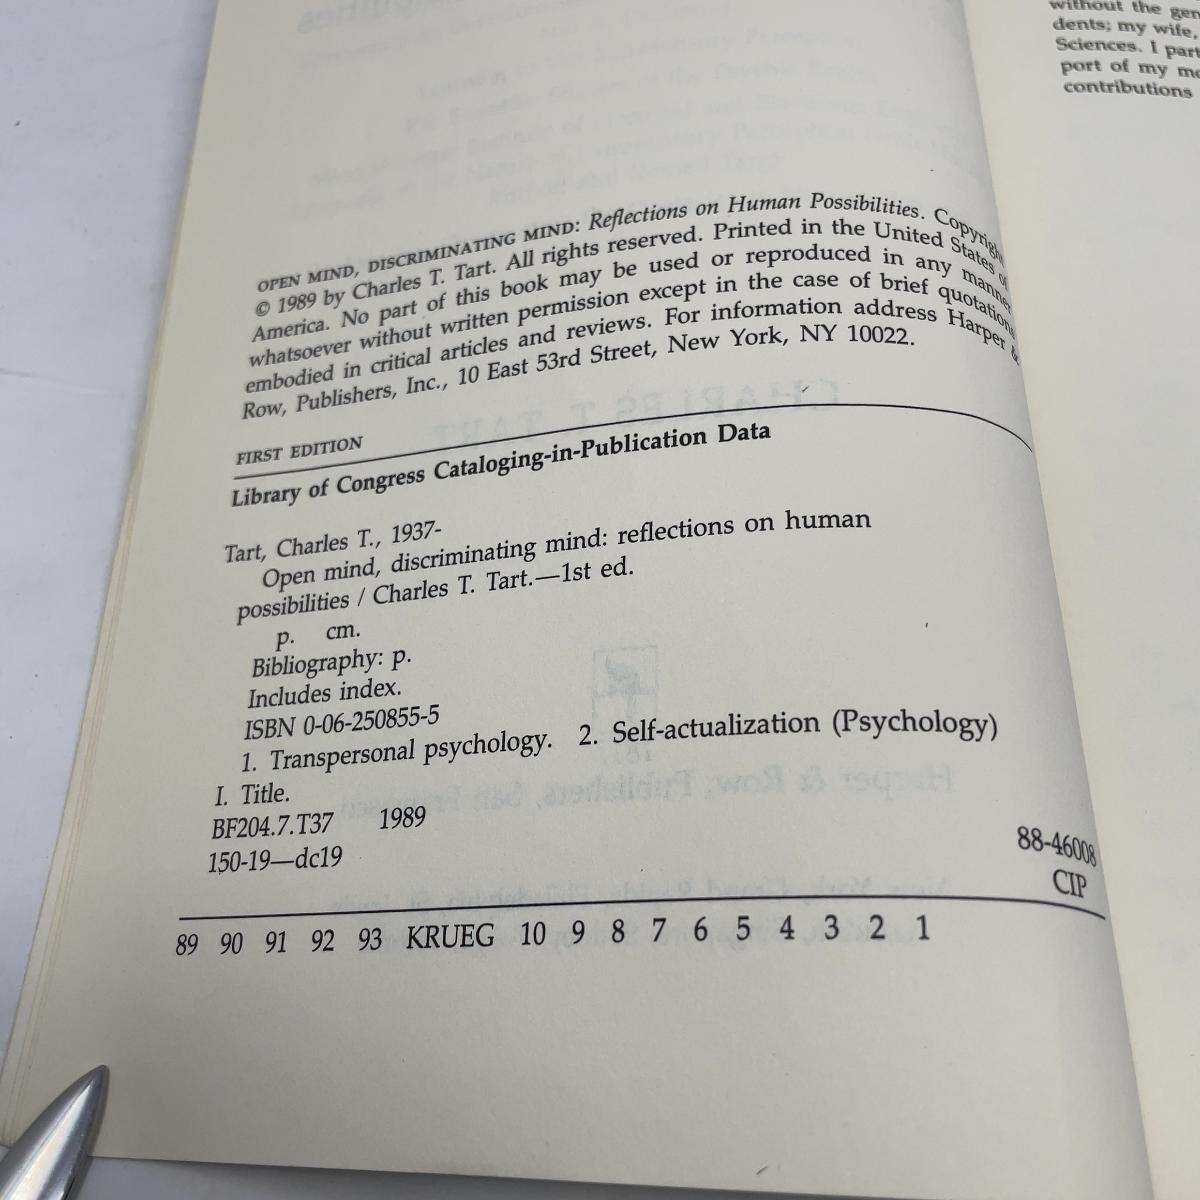 OPEN MIND, DISCRIMINATING MIND: Reflections on Human Possibilities. Copyright
© 1989 by Charles T. Tart. All rights reserved. Printed in the United States of
America. No part of this book may be used or reproduced in any manner
whatsoever without written permission except in the case of brief quotations
embodied in critical articles and reviews. For information address Harper &
Row, Publishers, Inc., 10 East 53rd Street, New York, NY 10022.
FIRST EDITION
Library of Congress Cataloging-in-Publication Data
Tart, Charles T., 1937-
Open mind, discriminating mind: reflections on human
possibilities / Charles T. Tart.—1st ed.
p. cm.
Bibliography: p.
Includes index.
ISBN 0-06-250855-5
1. Transpersonal psychology. 2. Self-actualization (Psychology)
I. Title.
BF204.7.T37 1989
150-19—dc19
88-46008
CIP
89 90 91 92 93 KRUEG 10 9 8 7 6 5 4 3 2 1
without the
dents; my wife,
Sciences. I
port of my
contributions